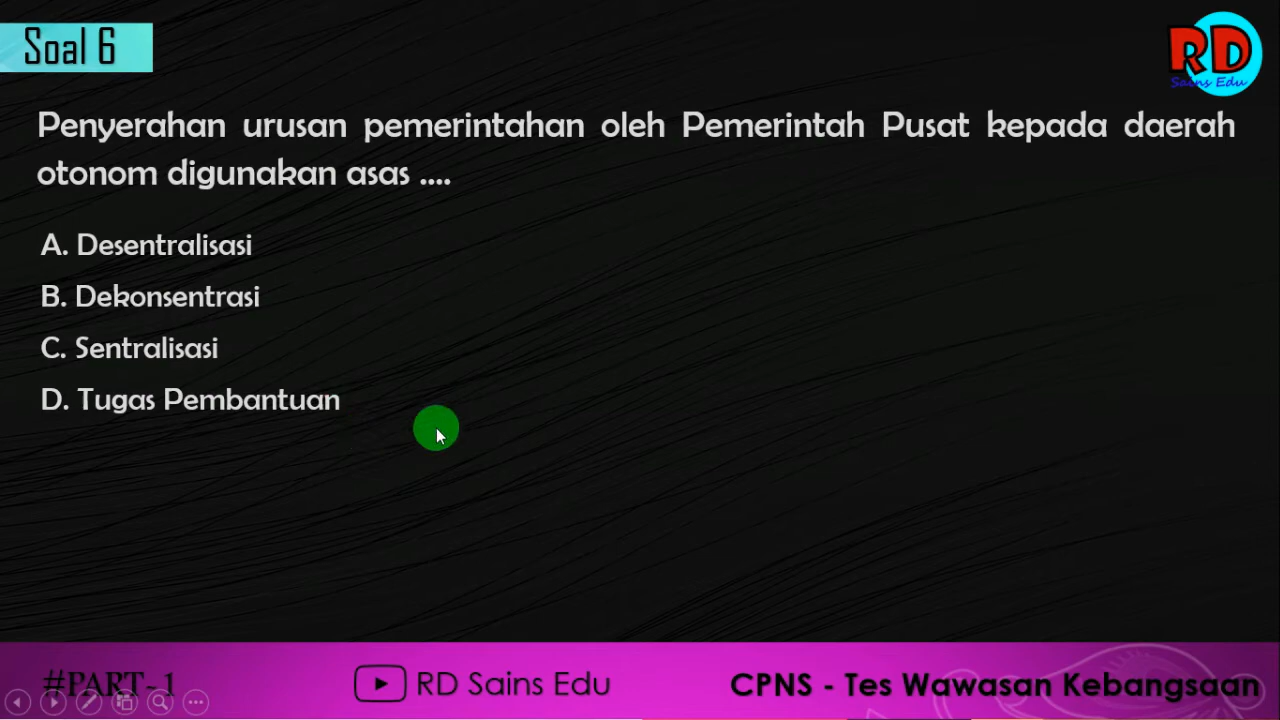 Soal 6
RD
Sains Edu
Penyerahan urusan pemerintahan oleh Pemerintah Pusat kepada daerah
otonom digunakan asas ....
A. Desentralisasi
B. Dekonsentrasi
C. Sentralisasi
D. Tugas Pembantuan
#PART-1
RD Sains Edu
CPNS - Tes Wawasan Kebangsaan